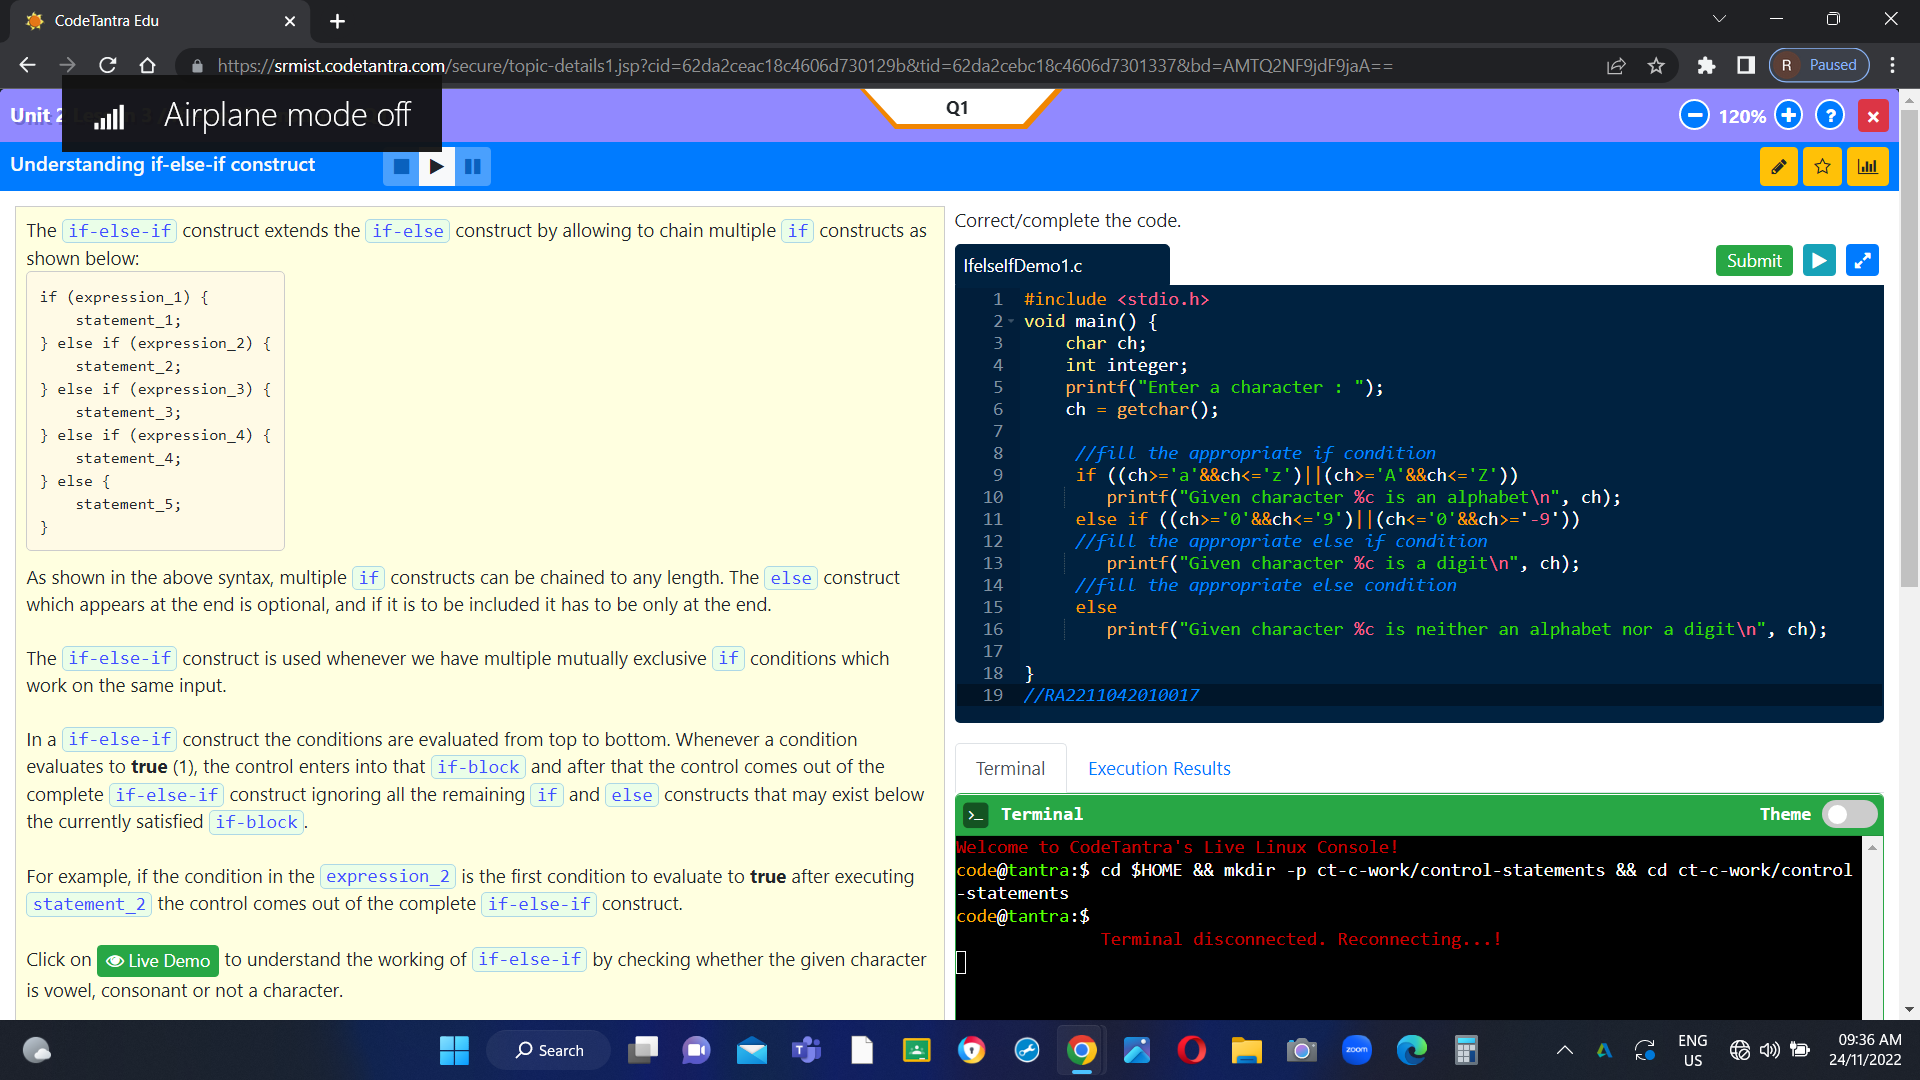 CodeTantra Edu
https://srmist.codetantra.com/secure/topic-details1.jsp?cid=62da2ceac18c4606d730129b&tid=62da2cebc18c4606d7301337&bd=AMTQ2NF9jdF9jaA==
R Paused
Unit 2
Airplane mode off
Q1
120%
?
Understanding if-else-if construct
The if-else-if construct extends the if-else construct by allowing to chain multiple if constructs as
shown below:
if (expression_1) {
statement_1;
} else if (expression_2) {
statement_2;
} else if (expression_3) {
statement_3;
} else if (expression_4) {
statement_4;
} else {
statement_5;
}
As shown in the above syntax, multiple if constructs can be chained to any length. The else construct
which appears at the end is optional, and if it is to be included it has to be only at the end.
The if-else-if construct is used whenever we have multiple mutually exclusive if conditions which
work on the same input.
In a if-else-if construct the conditions are evaluated from top to bottom. Whenever a condition
evaluates to true (1), the control enters into that if-block and after that the control comes out of the
complete if-else-if construct ignoring all the remaining if and else constructs that may exist below
the currently satisfied if-block.
For example, if the condition in the expression_2 is the first condition to evaluate to true after executing
statement_2 the control comes out of the complete if-else-if construct.
Click on Live Demo to understand the working of if-else-if by checking whether the given character
is vowel, consonant or not a character.
Correct/complete the code.
IfelseIfDemo1.c
Submit
1 #include <stdio.h>
2 void main() {
3 char ch;
4 int integer;
5 printf("Enter a character : ");
6 ch = getchar();
7
8 //fill the appropriate if condition
9 if ((ch>='a'&&ch<='z')||(ch>='A'&&ch<='Z'))
10 printf("Given character %c is an alphabet\n", ch);
11 else if ((ch>='0'&&ch<='9')||(ch<='0'&&ch>='-9'))
12 //fill the appropriate else if condition
13 printf("Given character %c is a digit\n", ch);
14 //fill the appropriate else condition
15 else
16 printf("Given character %c is neither an alphabet nor a digit\n", ch);
17
18 }
19 //RA2211042010017
Terminal Execution Results
>_ Terminal Theme
Welcome to CodeTantra's Live Linux Console!
code@tantra:$ cd $HOME && mkdir -p ct-c-work/control-statements && cd ct-c-work/control
-statements
code@tantra:$
Terminal disconnected. Reconnecting...!
Search
zoom
ENG
US
09:36 AM
24/11/2022